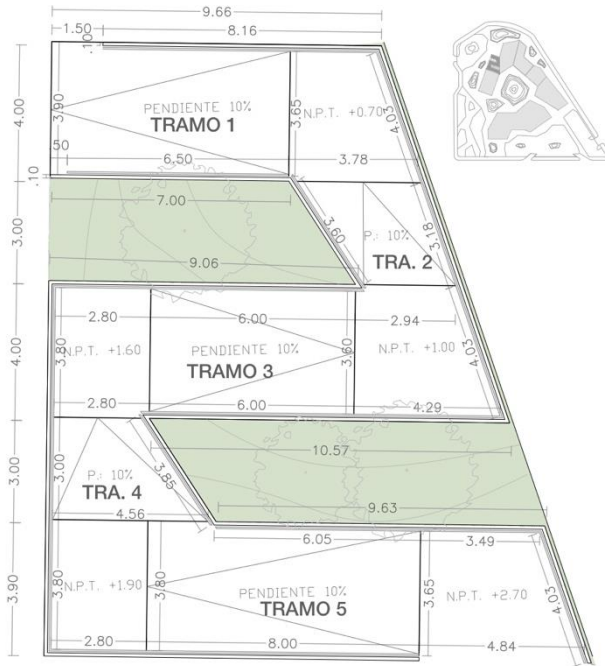 9.66
1.50
8.16
.10
4.00
3.90
PENDIENTE 10%
TRAMO 1
3.65
N.P.T. +0.70
4.03
.50
6.50
3.78
.10
7.00
3.00
3.60
P.: 10%
3.18
9.06
TRA. 2
2.80
6.00
2.94
4.00
3.80
N.P.T. +1.60
PENDIENTE 10%
3.60
N.P.T. +1.00
4.03
TRAMO 3
2.80
6.00
4.29
10.57
3.00
3.00
P.: 10%
3.85
TRA. 4
9.63
4.56
6.05
3.49
3.90
3.80
N.P.T. +1.90
3.80
PENDIENTE 10%
3.65
N.P.T. +2.70
4.03
TRAMO 5
2.80
8.00
4.84